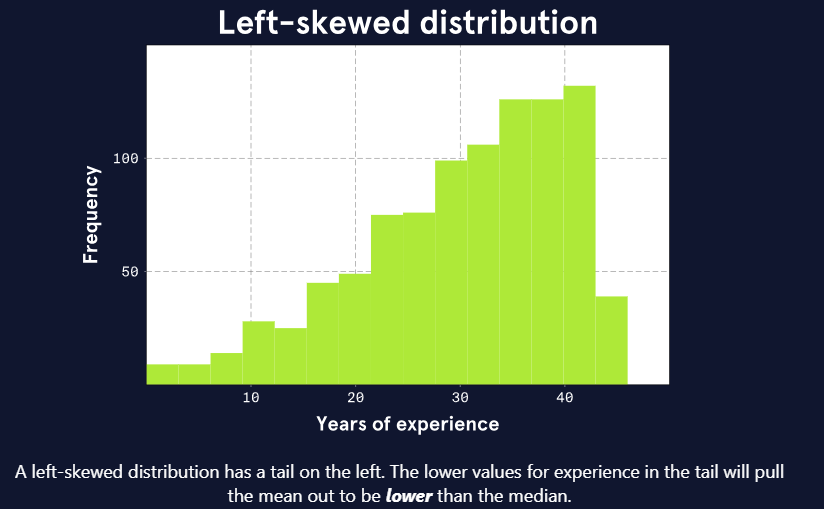 Left-skewed distribution
Frequency
100
50
10 20 30 40
Years of experience
A left-skewed distribution has a tail on the left. The lower values for experience in the tail will pull
the mean out to be lower than the median.